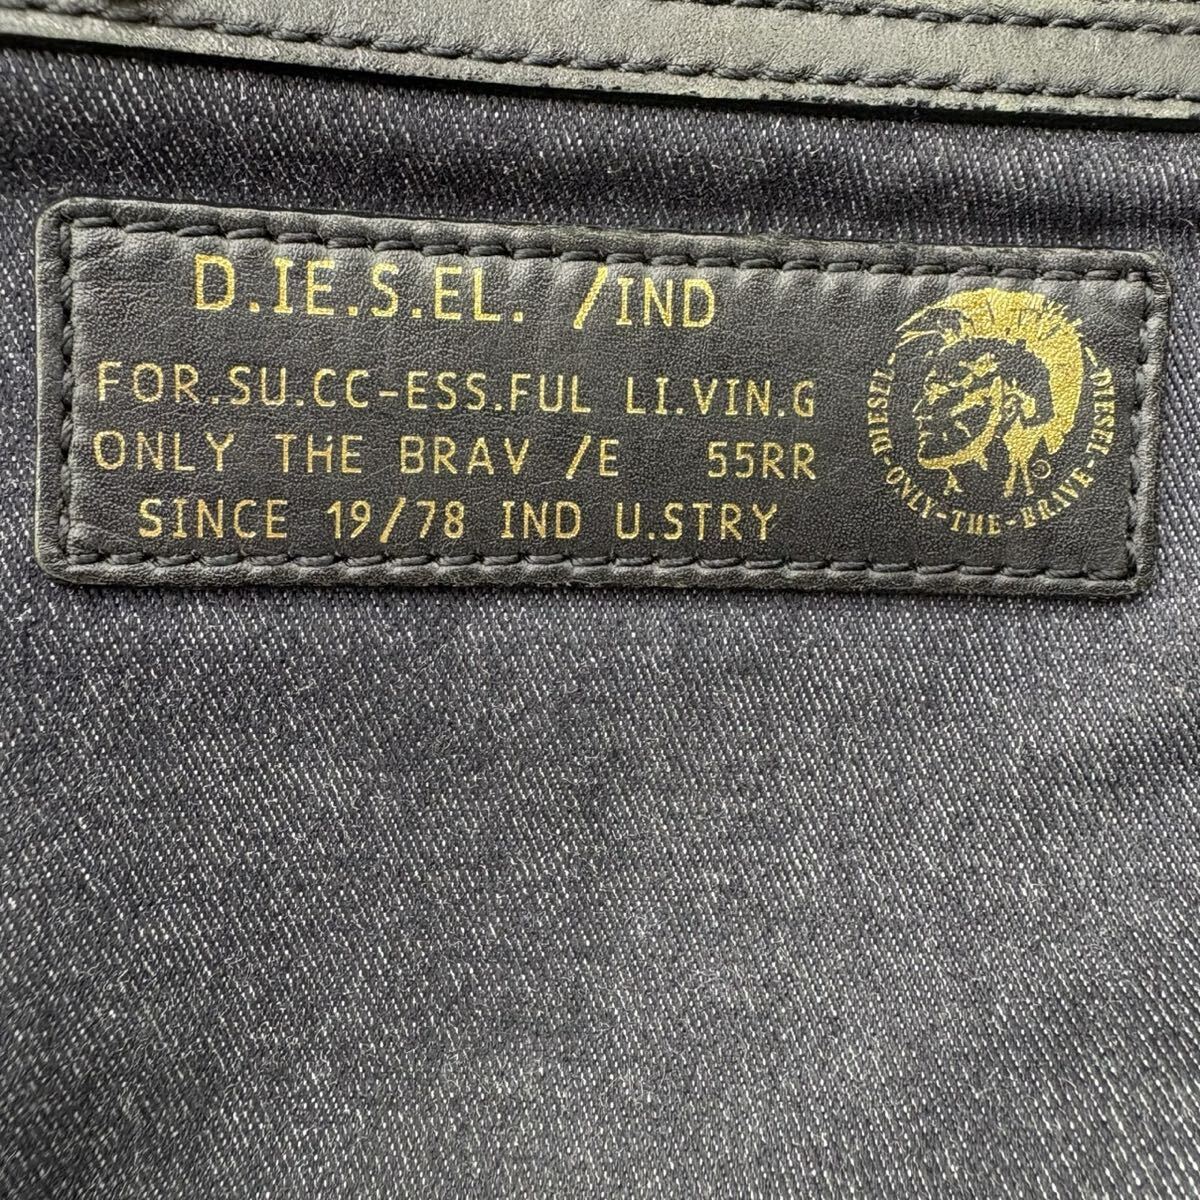 D.IE.S.EL. /IND
FOR.SU.CC-ESS.FUL LI.VIN.G
ONLY THE BRAV /E 55RR
SINCE 19/78 IND U.STRY
DIESEL-ONLY-THE-BRAVE-DIESEL
®